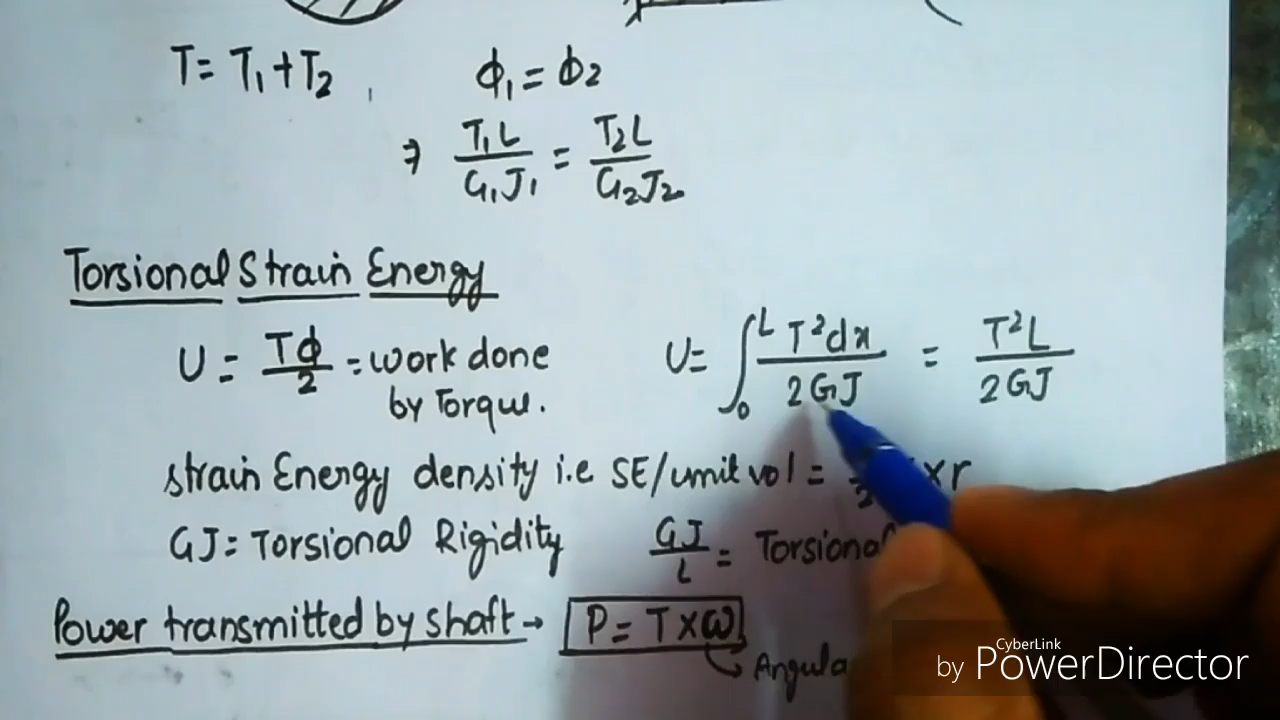 T = T₁ + T₂ , ϕ₁ = ϕ₂
⇒ T₁L/G₁J₁ = T₂L/G₂J₂
Torsional Strain Energy
U = Tϕ/2 = work done by Torque.
U = ∫₀ᴸ T²dx/2GJ = T²L/2GJ
strain Energy density i.e SE/unit vol = × r
GJ = Torsional Rigidity GJ/L = Torsional
Power transmitted by shaft → P = T × ω
CyberLink
by PowerDirector